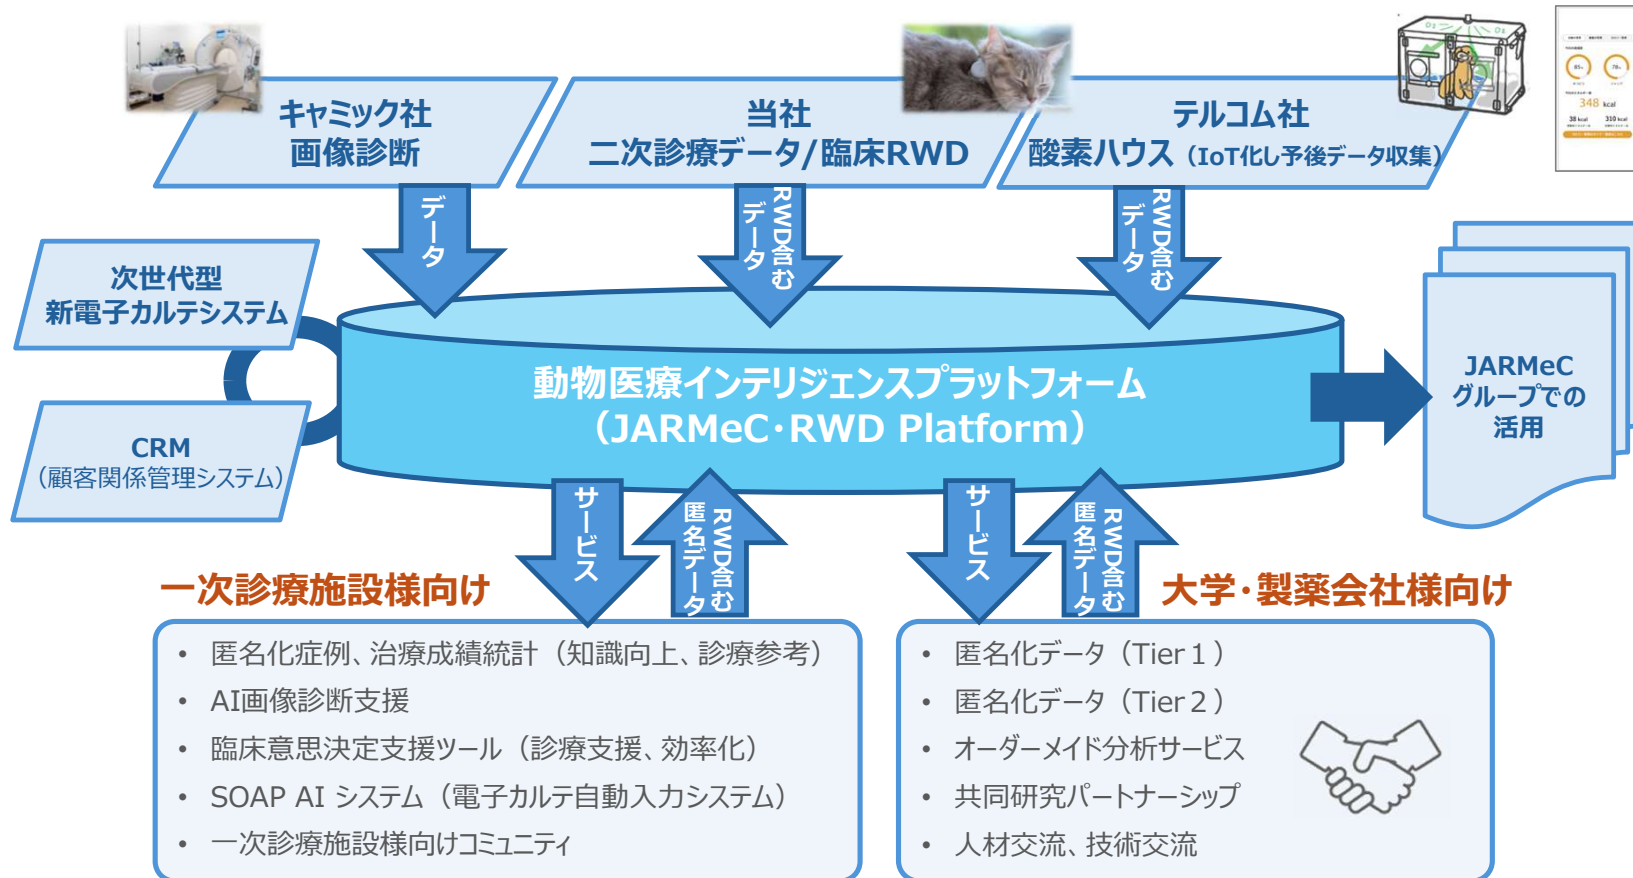 キャミック社
画像診断
当社
二次診療データ/臨床RWD
テルコム社
酸素ハウス（IoT化し予後データ収集）
348 kcal
38 kcal
310 kcal
データ
RWD含む
データ
RWD含む
データ
次世代型
新電子カルテシステム
CRM
（顧客関係管理システム）
動物医療インテリジェンスプラットフォーム
（JARMeC・RWD Platform）
JARMeC
グループでの
活用
サービス
RWD含む
匿名データ
サービス
RWD含む
匿名データ
一次診療施設様向け
• 匿名化症例、治療成績統計（知識向上、診療参考）
• AI画像診断支援
• 臨床意思決定支援ツール（診療支援、効率化）
• SOAP AI システム（電子カルテ自動入力システム）
• 一次診療施設様向けコミュニティ
大学・製薬会社様向け
• 匿名化データ（Tier１）
• 匿名化データ（Tier２）
• オーダーメイド分析サービス
• 共同研究パートナーシップ
• 人材交流、技術交流